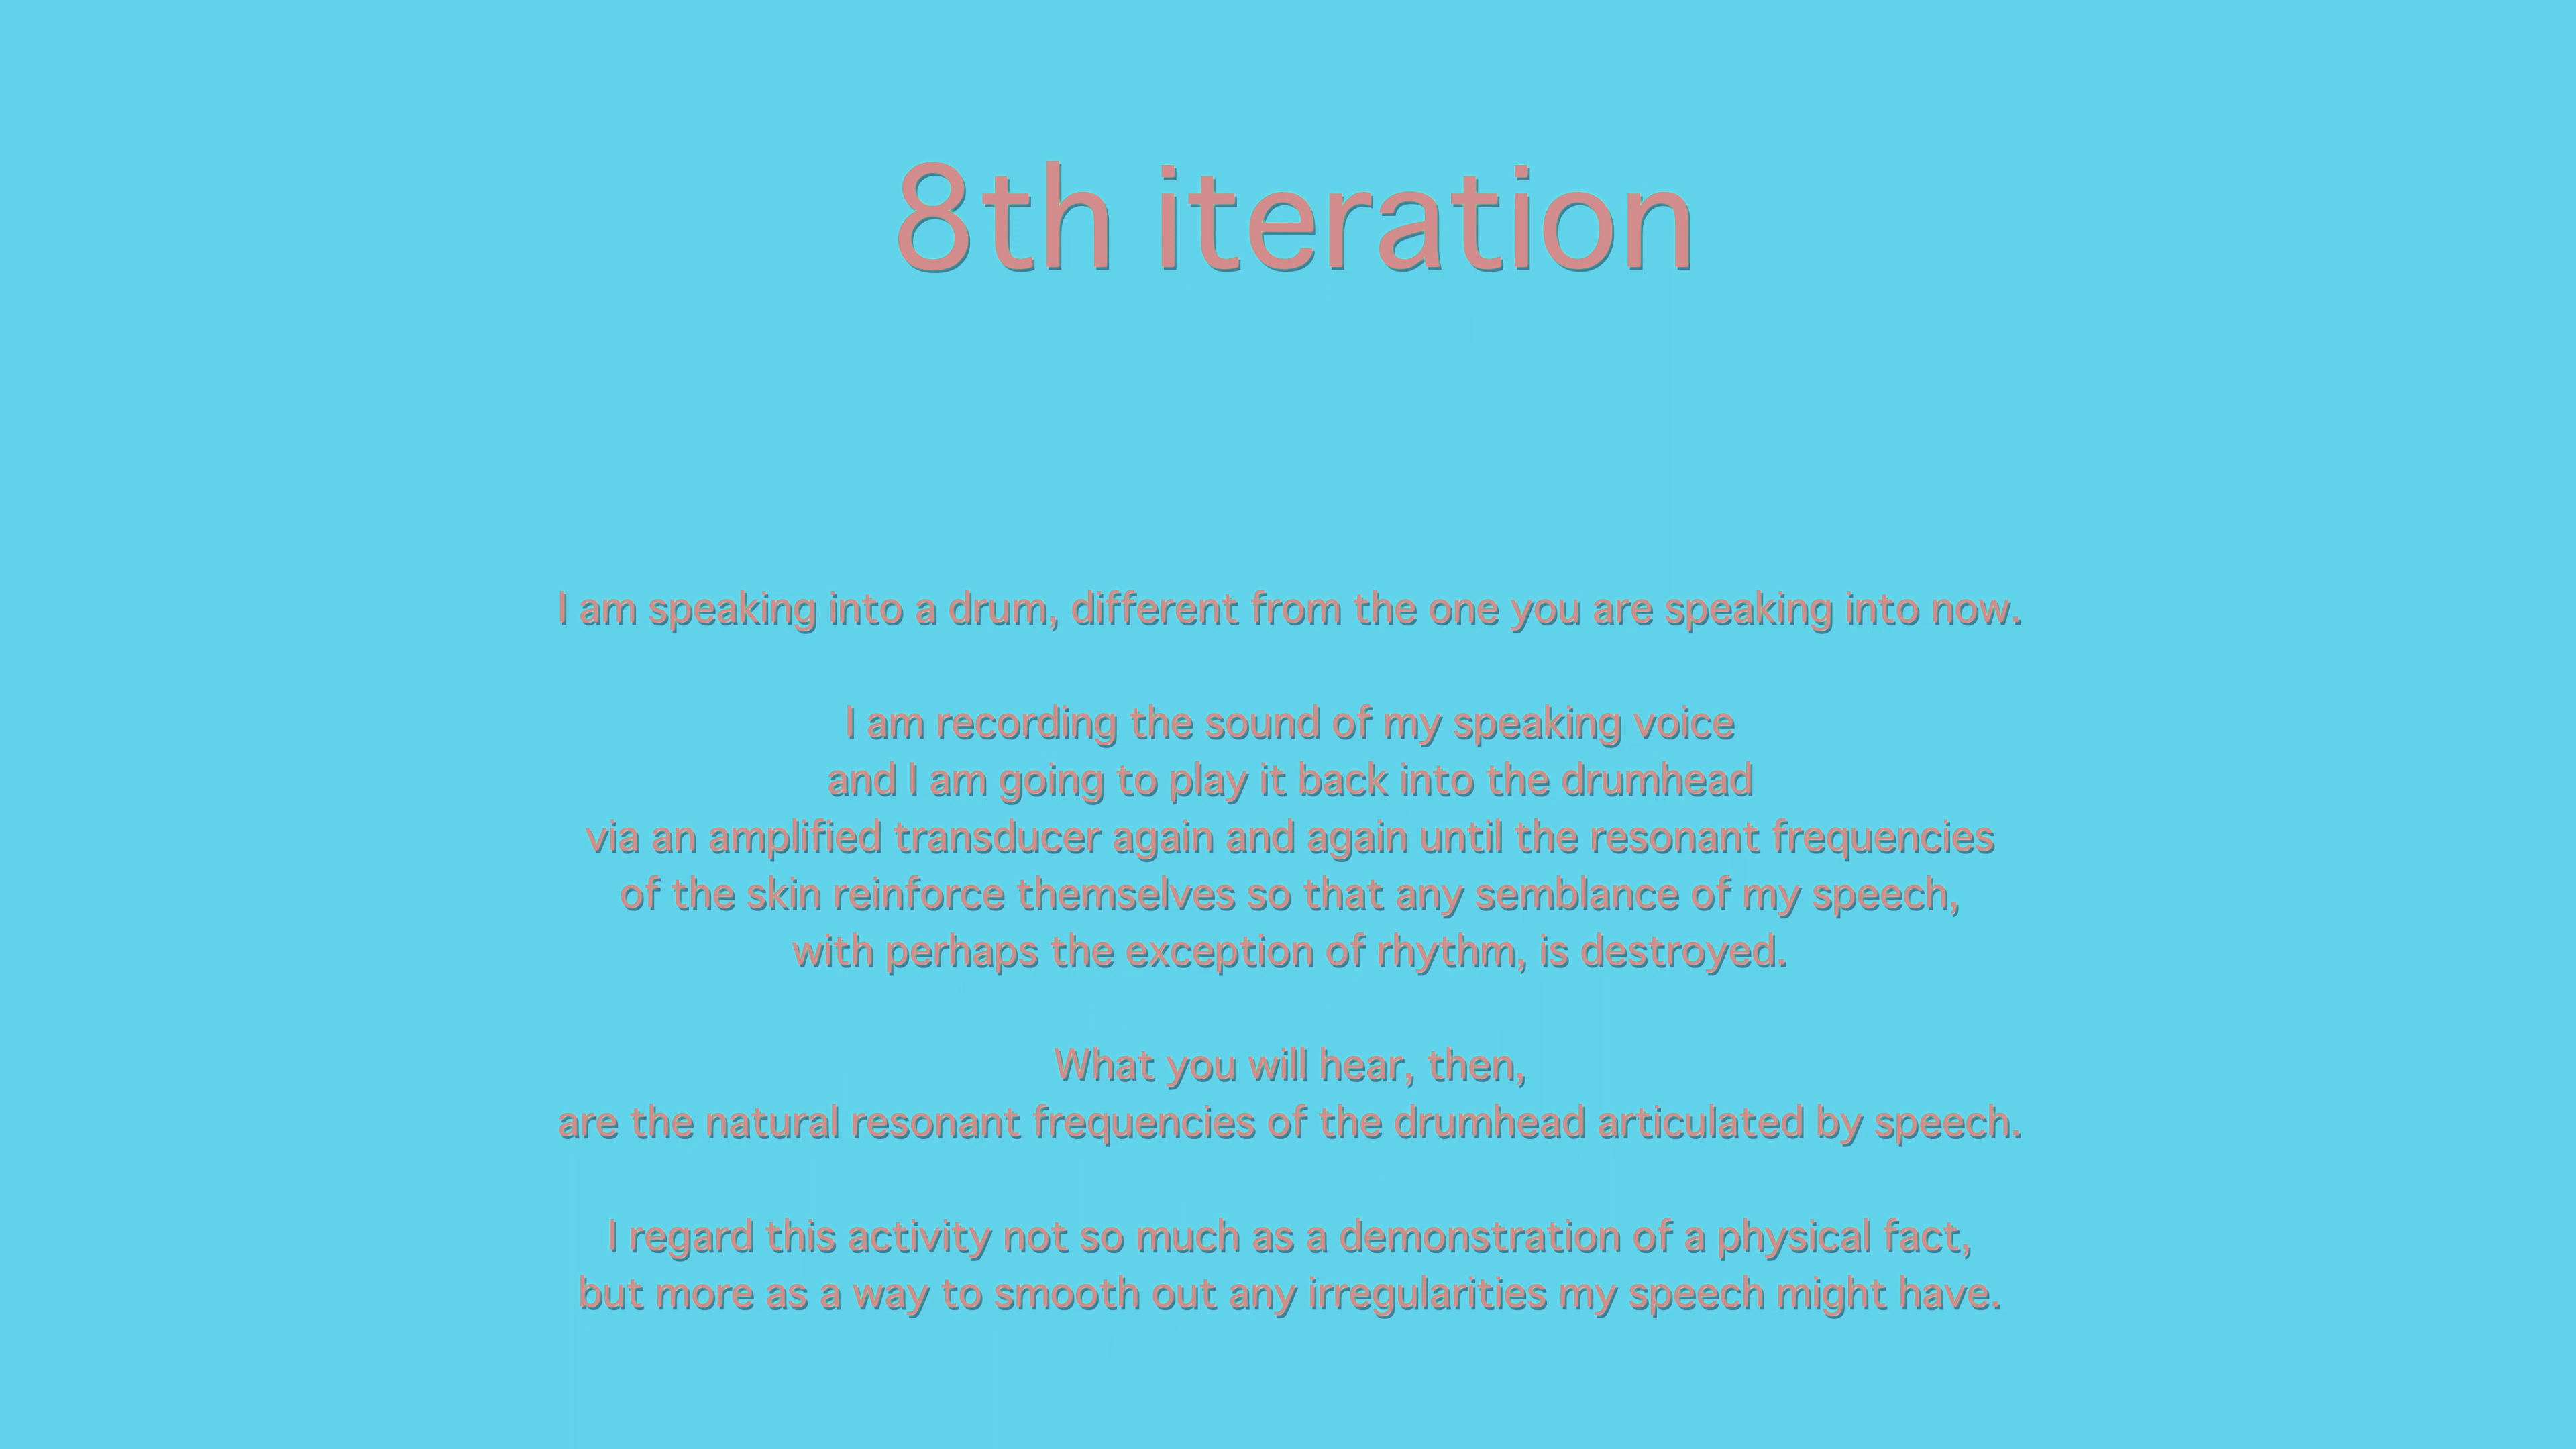 8th iteration
I am speaking into a drum, different from the one you are speaking into now.
I am recording the sound of my speaking voice
and I am going to play it back into the drumhead
via an amplified transducer again and again until the resonant frequencies
of the skin reinforce themselves so that any semblance of my speech,
with perhaps the exception of rhythm, is destroyed.
What you will hear, then,
are the natural resonant frequencies of the drumhead articulated by speech.
I regard this activity not so much as a demonstration of a physical fact,
but more as a way to smooth out any irregularities my speech might have.